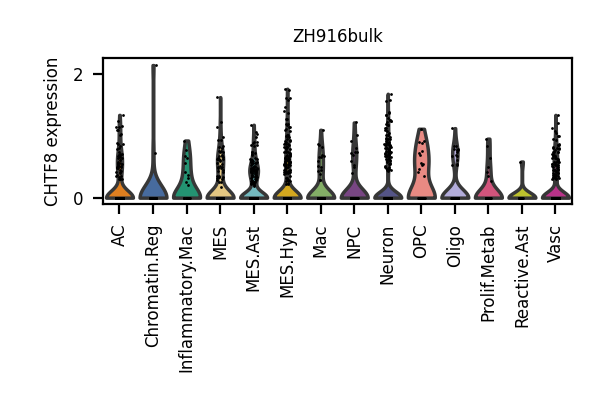 ZH916bulk
CHTF8 expression
2
0
AC
Chromatin.Reg
Inflammatory.Mac
MES
MES.Ast
MES.Hyp
Mac
NPC
Neuron
OPC
Oligo
Prolif.Metab
Reactive.Ast
Vasc